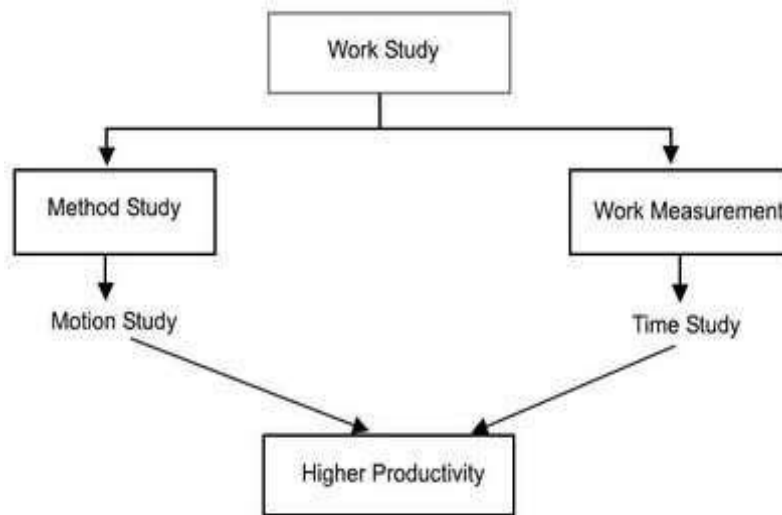 Work Study
Method Study
Work Measurement
Motion Study
Time Study
Higher Productivity